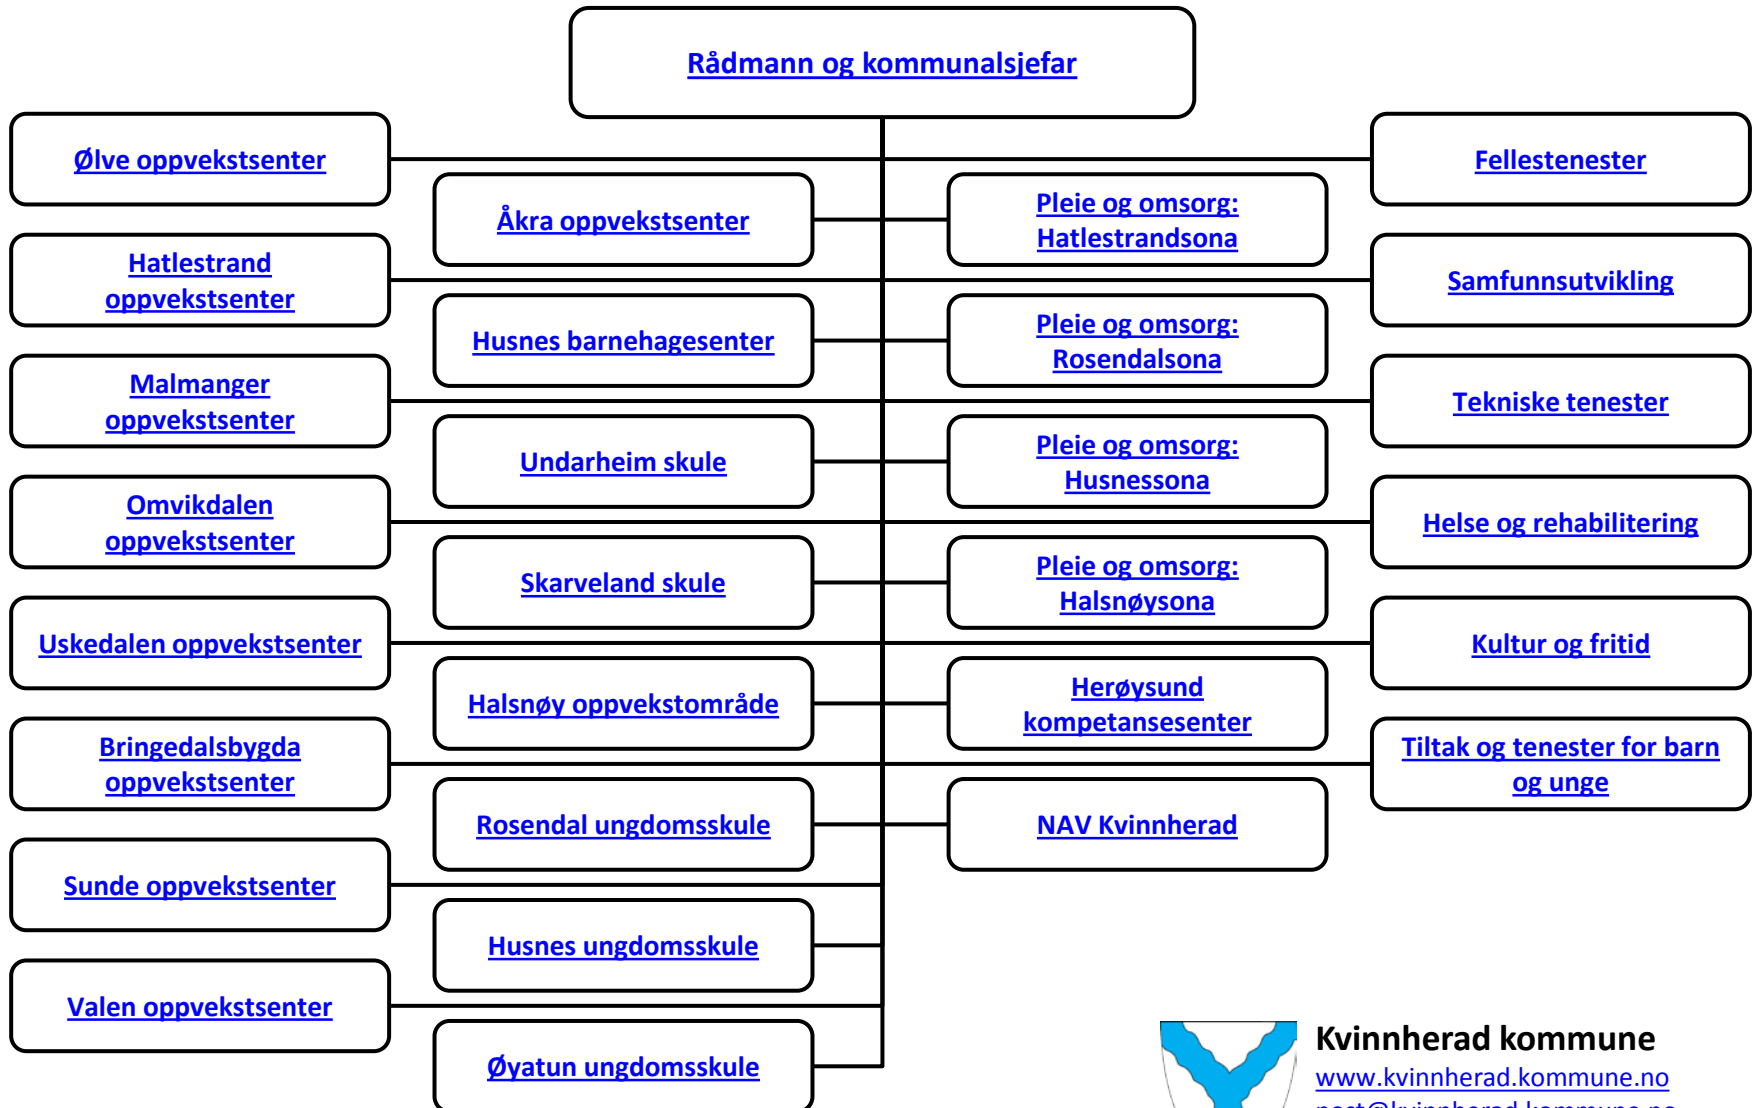 Rådmann og kommunalsjefar
Ølve oppvekstsenter
Fellestenester
Åkra oppvekstsenter
Pleie og omsorg:
Hatlestrandsona
Hatlestrand
oppvekstsenter
Samfunnsutvikling
Husnes barnehagesenter
Pleie og omsorg:
Rosendalsona
Malmanger
oppvekstsenter
Tekniske tenester
Undarheim skule
Pleie og omsorg:
Husnessona
Omvikdalen
oppvekstsenter
Helse og rehabilitering
Skarveland skule
Pleie og omsorg:
Halsnøysona
Uskedalen oppvekstsenter
Kultur og fritid
Halsnøy oppvekstområde
Herøysund
kompetansesenter
Bringedalsbygda
oppvekstsenter
Tiltak og tenester for barn
og unge
Rosendal ungdomsskule
NAV Kvinnherad
Sunde oppvekstsenter
Husnes ungdomsskule
Valen oppvekstsenter
Øyatun ungdomsskule
Kvinnherad kommune
www.kvinnherad.kommune.no
post@kvinnherad.kommune.no